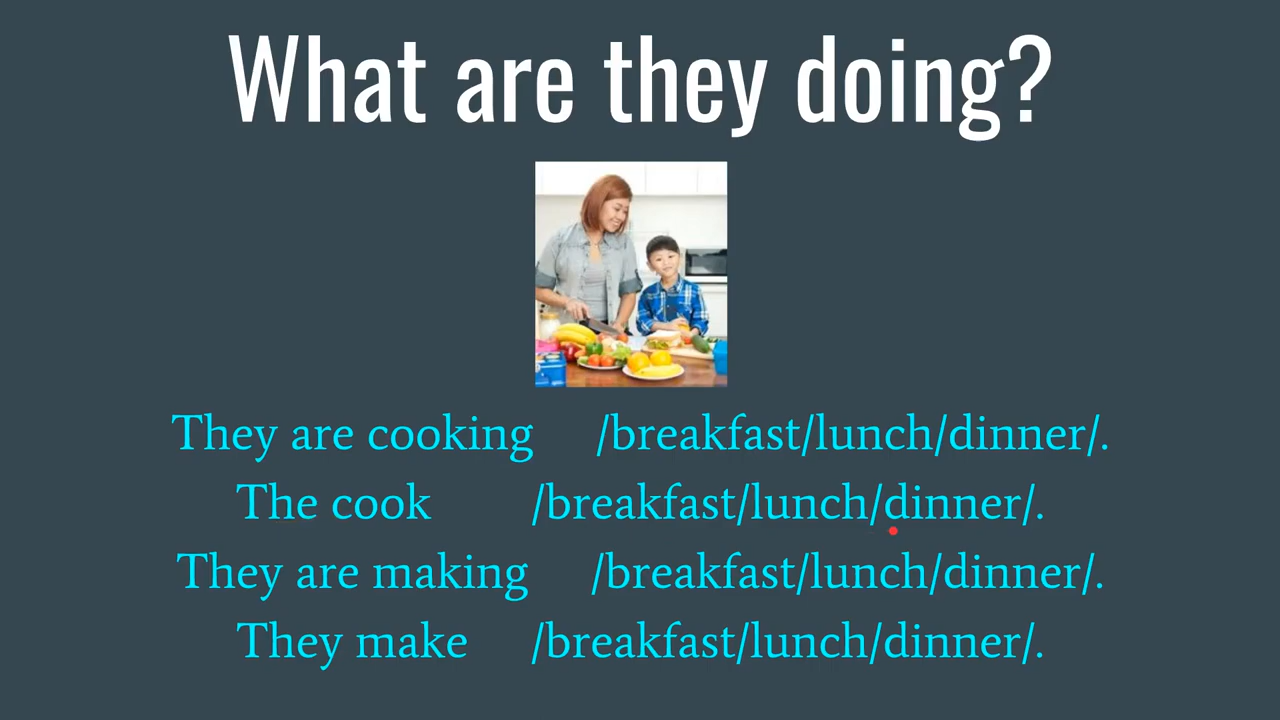 What are they doing?
They are cooking /breakfast/lunch/dinner/.
The cook /breakfast/lunch/dinner/.
They are making /breakfast/lunch/dinner/.
They make /breakfast/lunch/dinner/.